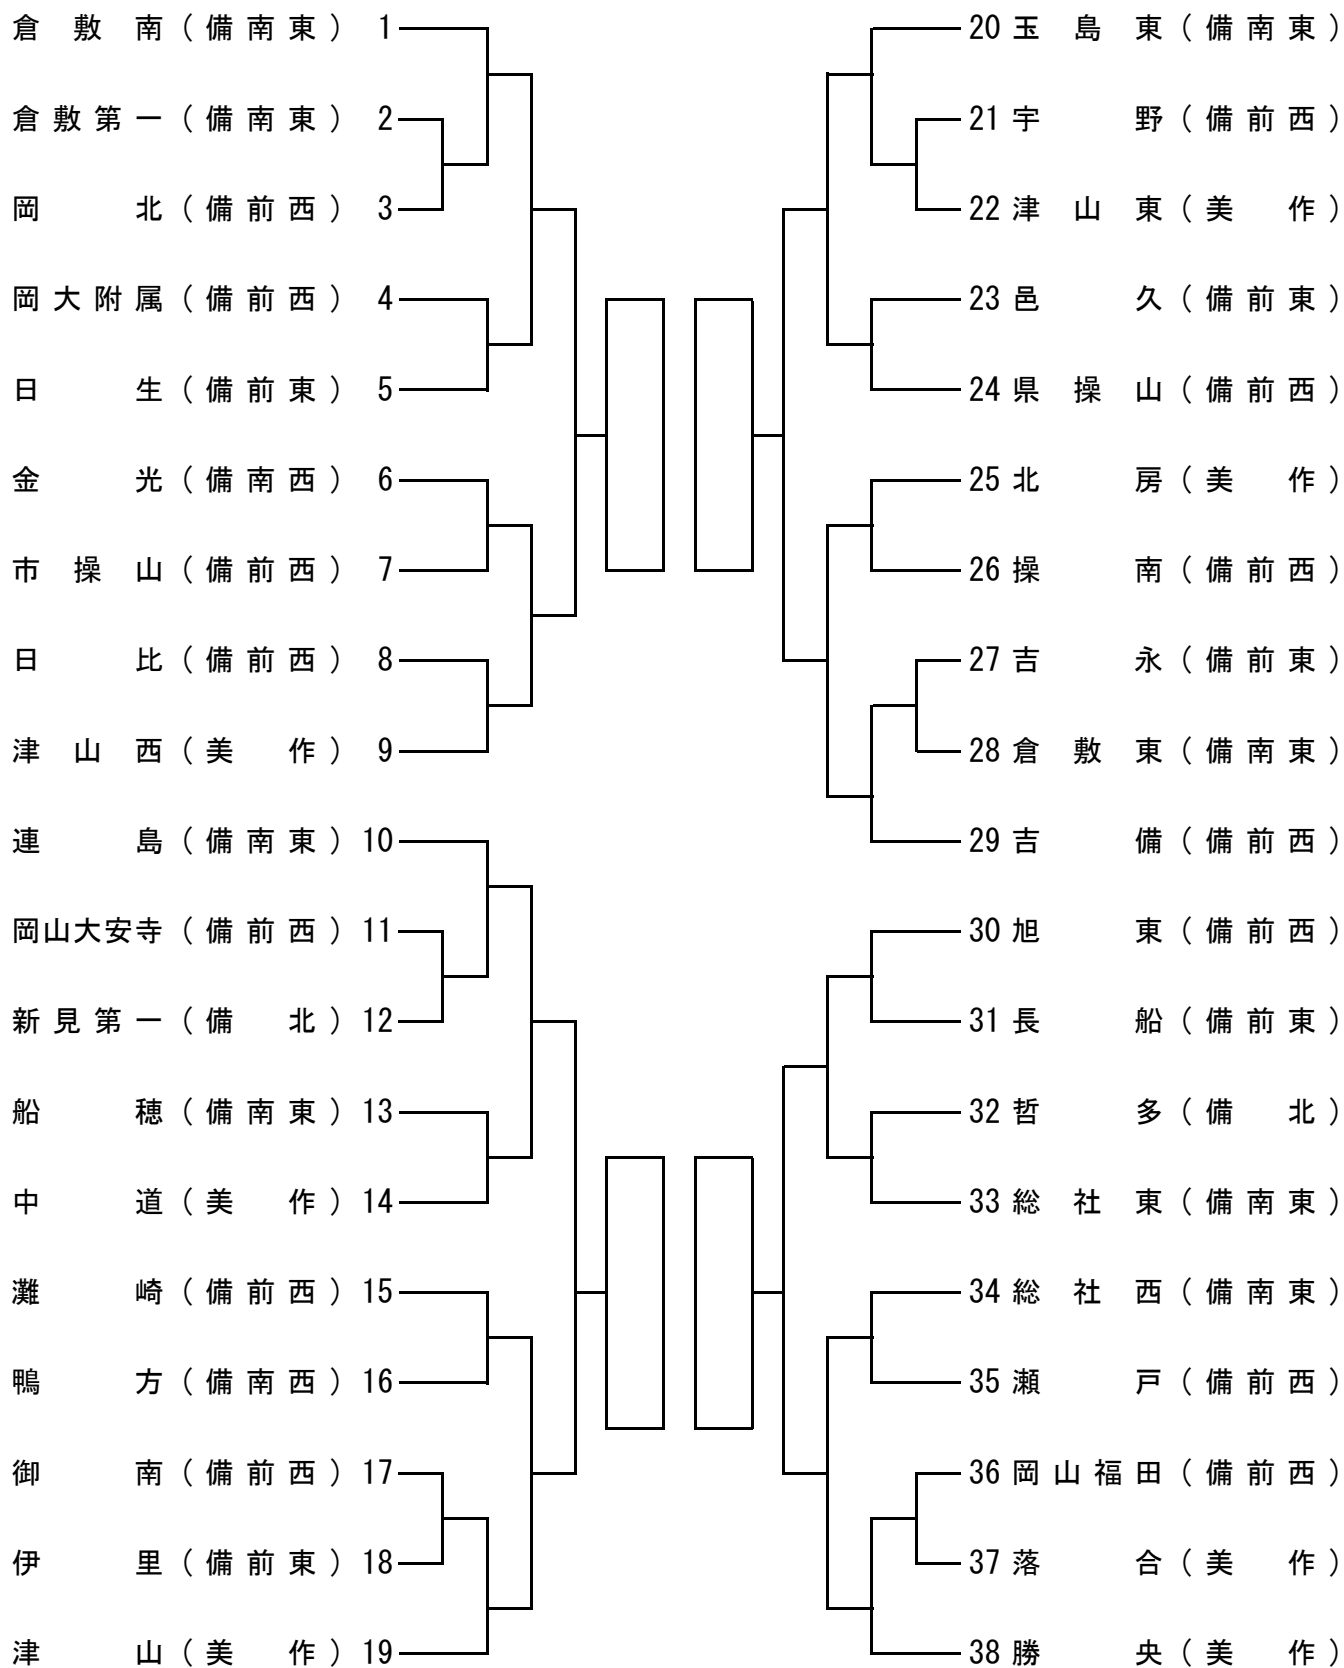 倉敷南(備南東) 1
倉敷第一(備南東) 2
岡北(備前西) 3
岡大附属(備前西) 4
日生(備前東) 5
金光(備南西) 6
市操山(備前西) 7
日比(備前西) 8
津山西(美作) 9
連島(備南東) 10
岡山大安寺(備前西) 11
新見第一(備北) 12
船穂(備南東) 13
中道(美作) 14
灘崎(備前西) 15
鴨方(備南西) 16
御南(備前西) 17
伊里(備前東) 18
津山(美作) 19
20 玉島東(備南東)
21 宇野(備前西)
22 津山東(美作)
23 邑久(備前東)
24 県操山(備前西)
25 北房(美作)
26 操南(備前西)
27 吉永(備前東)
28 倉敷東(備南東)
29 吉備(備前西)
30 旭東(備前西)
31 長船(備前東)
32 哲多(備北)
33 総社東(備南東)
34 総社西(備南東)
35 瀬戸(備前西)
36 岡山福田(備前西)
37 落合(美作)
38 勝央(美作)